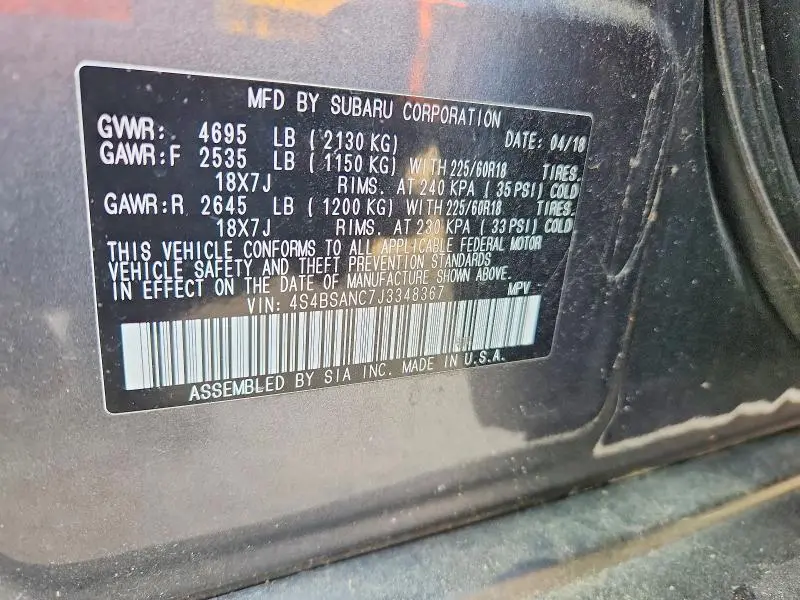 MFD BY SUBARU CORPORATION
GVWR: 4695 LB ( 2130 KG) DATE: 04/18
GAWR:F 2535 LB ( 1150 KG) WITH 225/60R18 TIRES,
18X7J RIMS. AT 240 KPA ( 35 PSI) COLD
GAWR:R 2645 LB ( 1200 KG) WITH 225/60R18 TIRES,
18X7J RIMS. AT 230 KPA ( 33 PSI) COLD.
THIS VEHICLE CONFORMS TO ALL APPLICABLE FEDERAL MOTOR
VEHICLE SAFETY AND THEFT PREVENTION STANDARDS
IN EFFECT ON THE DATE OF MANUFACTURE SHOWN ABOVE.
VIN: 4S4BSANC7J3348367 MPV
ASSEMBLED BY SIA INC. MADE IN U.S.A.